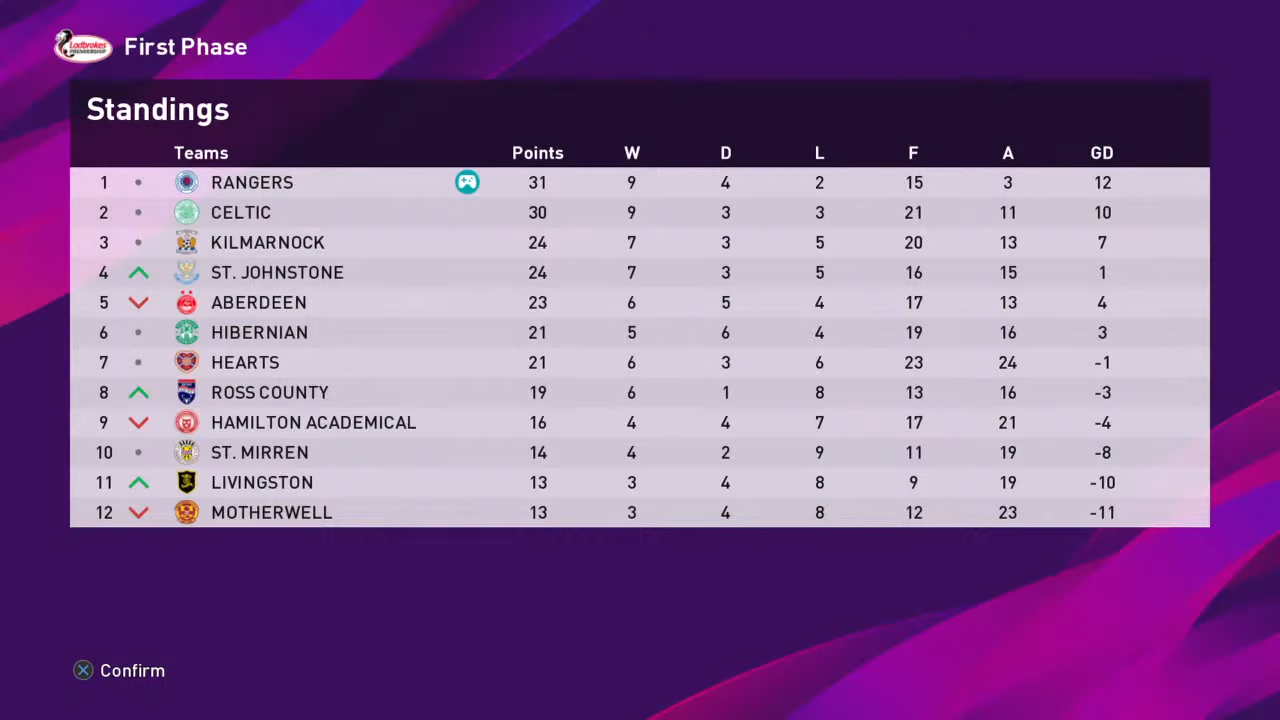 Ladbrokes
PREMIERSHIP
First Phase
Standings
Teams Points W D L F A GD
1 RANGERS 31 9 4 2 15 3 12
2 CELTIC 30 9 3 3 21 11 10
3 KILMARNOCK 24 7 3 5 20 13 7
4 ST. JOHNSTONE 24 7 3 5 16 15 1
5 ABERDEEN 23 6 5 4 17 13 4
6 HIBERNIAN 21 5 6 4 19 16 3
7 HEARTS 21 6 3 6 23 24 -1
8 ROSS COUNTY 19 6 1 8 13 16 -3
9 HAMILTON ACADEMICAL 16 4 4 7 17 21 -4
10 ST. MIRREN 14 4 2 9 11 19 -8
11 LIVINGSTON 13 3 4 8 9 19 -10
12 MOTHERWELL 13 3 4 8 12 23 -11
Confirm